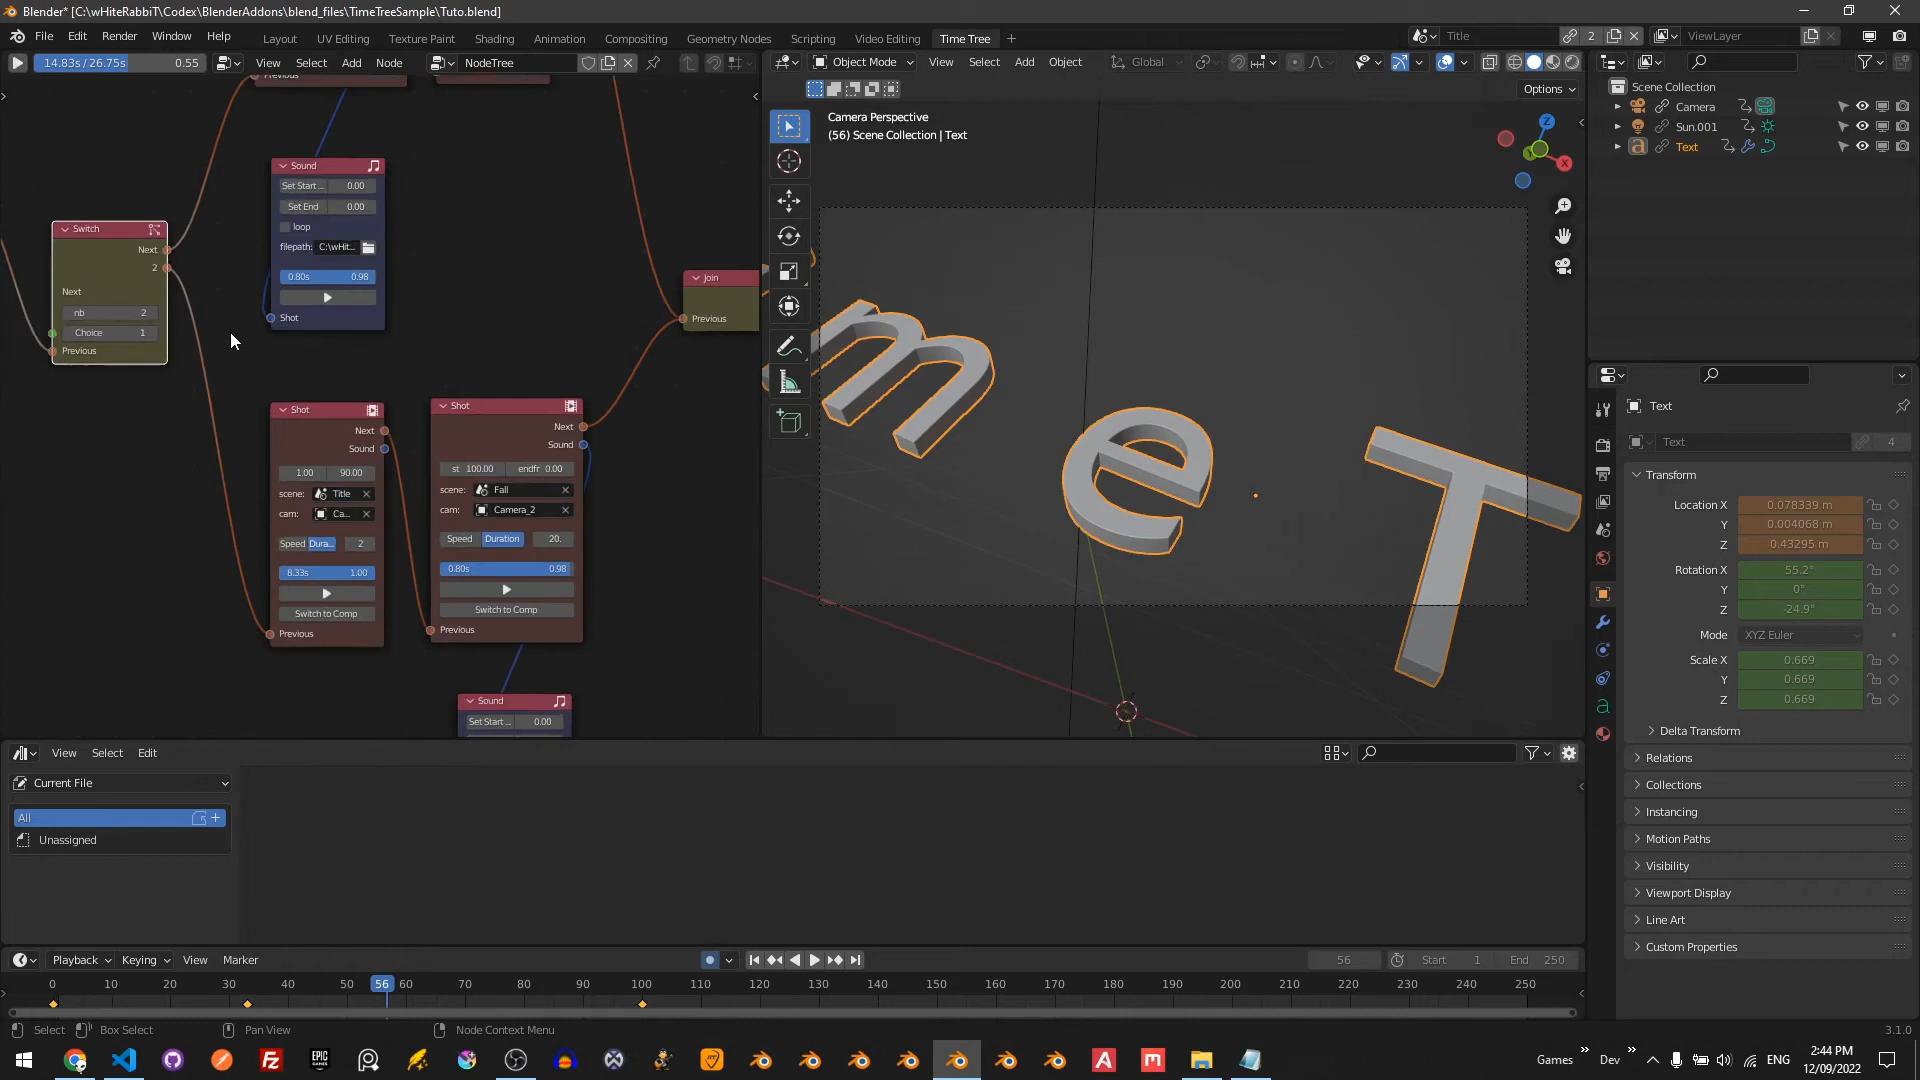 Blender* [C:\wHiteRabbiT\Codex\BlenderAddons\blend_files\TimeTreeSample\Tuto.blend]
File Edit Render Window Help
Layout UV Editing Texture Paint Shading Animation Compositing Geometry Nodes Scripting Video Editing Time Tree
Title 2 ViewLayer
14.83s / 26.75s 0.55 View Select Add Node NodeTree
Object Mode View Select Add Object Global
Options
Camera Perspective
(56) Scene Collection | Text
Scene Collection
Camera
Sun.001
Text
Z
X
Previous
Sound
Set Start ... 0.00
Set End 0.00
loop
filepath: C:\wHit...
0.80s 0.98
Shot
Switch
Next
2
Next
nb 2
Choice 1
Previous
Join
Previous
Shot
Next
Sound
1.00 90.00
scene: Title
cam: Ca...
Speed Dura... 2
8.33s 1.00
Switch to Comp
Previous
Shot
Next
Sound
st 100.00 endfr 0.00
scene: Fall
cam: Camera_2
Speed Duration 20.
0.80s 0.98
Switch to Comp
Previous
Sound
Set Start ... 0.00
m e T
Text
Text 4
Transform
Location X 0.078339 m
Y 0.004068 m
Z 0.43295 m
Rotation X 55.2°
Y 0°
Z -24.9°
Mode XYZ Euler
Scale X 0.669
Y 0.669
Z 0.669
Delta Transform
Relations
Collections
Instancing
Motion Paths
Visibility
Viewport Display
Line Art
Custom Properties
View Select Edit
Current File
All
Unassigned
Playback Keying View Marker
56 Start 1 End 250
0 10 20 30 40 50 56 60 70 80 90 100 110 120 130 140 150 160 170 180 190 200 210 220 230 240 250
Select Box Select Pan View Node Context Menu
3.1.0
Games Dev ENG
2:44 PM
12/09/2022